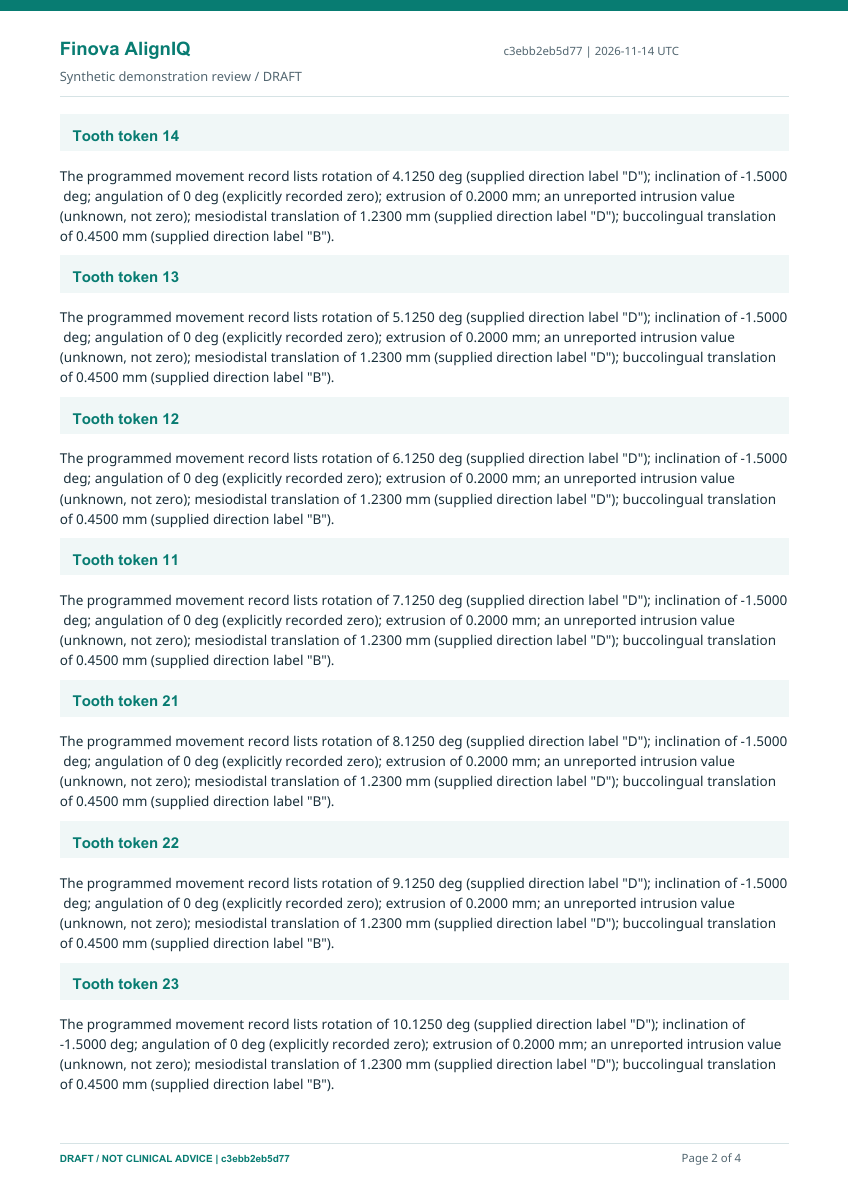 Finova AlignIQ
c3ebb2eb5d77 | 2026-11-14 UTC
Synthetic demonstration review / DRAFT
Tooth token 14
The programmed movement record lists rotation of 4.1250 deg (supplied direction label "D"); inclination of -1.5000
deg; angulation of 0 deg (explicitly recorded zero); extrusion of 0.2000 mm; an unreported intrusion value
(unknown, not zero); mesiodistal translation of 1.2300 mm (supplied direction label "D"); buccolingual translation
of 0.4500 mm (supplied direction label "B").
Tooth token 13
The programmed movement record lists rotation of 5.1250 deg (supplied direction label "D"); inclination of -1.5000
deg; angulation of 0 deg (explicitly recorded zero); extrusion of 0.2000 mm; an unreported intrusion value
(unknown, not zero); mesiodistal translation of 1.2300 mm (supplied direction label "D"); buccolingual translation
of 0.4500 mm (supplied direction label "B").
Tooth token 12
The programmed movement record lists rotation of 6.1250 deg (supplied direction label "D"); inclination of -1.5000
deg; angulation of 0 deg (explicitly recorded zero); extrusion of 0.2000 mm; an unreported intrusion value
(unknown, not zero); mesiodistal translation of 1.2300 mm (supplied direction label "D"); buccolingual translation
of 0.4500 mm (supplied direction label "B").
Tooth token 11
The programmed movement record lists rotation of 7.1250 deg (supplied direction label "D"); inclination of -1.5000
deg; angulation of 0 deg (explicitly recorded zero); extrusion of 0.2000 mm; an unreported intrusion value
(unknown, not zero); mesiodistal translation of 1.2300 mm (supplied direction label "D"); buccolingual translation
of 0.4500 mm (supplied direction label "B").
Tooth token 21
The programmed movement record lists rotation of 8.1250 deg (supplied direction label "D"); inclination of -1.5000
deg; angulation of 0 deg (explicitly recorded zero); extrusion of 0.2000 mm; an unreported intrusion value
(unknown, not zero); mesiodistal translation of 1.2300 mm (supplied direction label "D"); buccolingual translation
of 0.4500 mm (supplied direction label "B").
Tooth token 22
The programmed movement record lists rotation of 9.1250 deg (supplied direction label "D"); inclination of -1.5000
deg; angulation of 0 deg (explicitly recorded zero); extrusion of 0.2000 mm; an unreported intrusion value
(unknown, not zero); mesiodistal translation of 1.2300 mm (supplied direction label "D"); buccolingual translation
of 0.4500 mm (supplied direction label "B").
Tooth token 23
The programmed movement record lists rotation of 10.1250 deg (supplied direction label "D"); inclination of
-1.5000 deg; angulation of 0 deg (explicitly recorded zero); extrusion of 0.2000 mm; an unreported intrusion value
(unknown, not zero); mesiodistal translation of 1.2300 mm (supplied direction label "D"); buccolingual translation
of 0.4500 mm (supplied direction label "B").
DRAFT / NOT CLINICAL ADVICE | c3ebb2eb5d77
Page 2 of 4